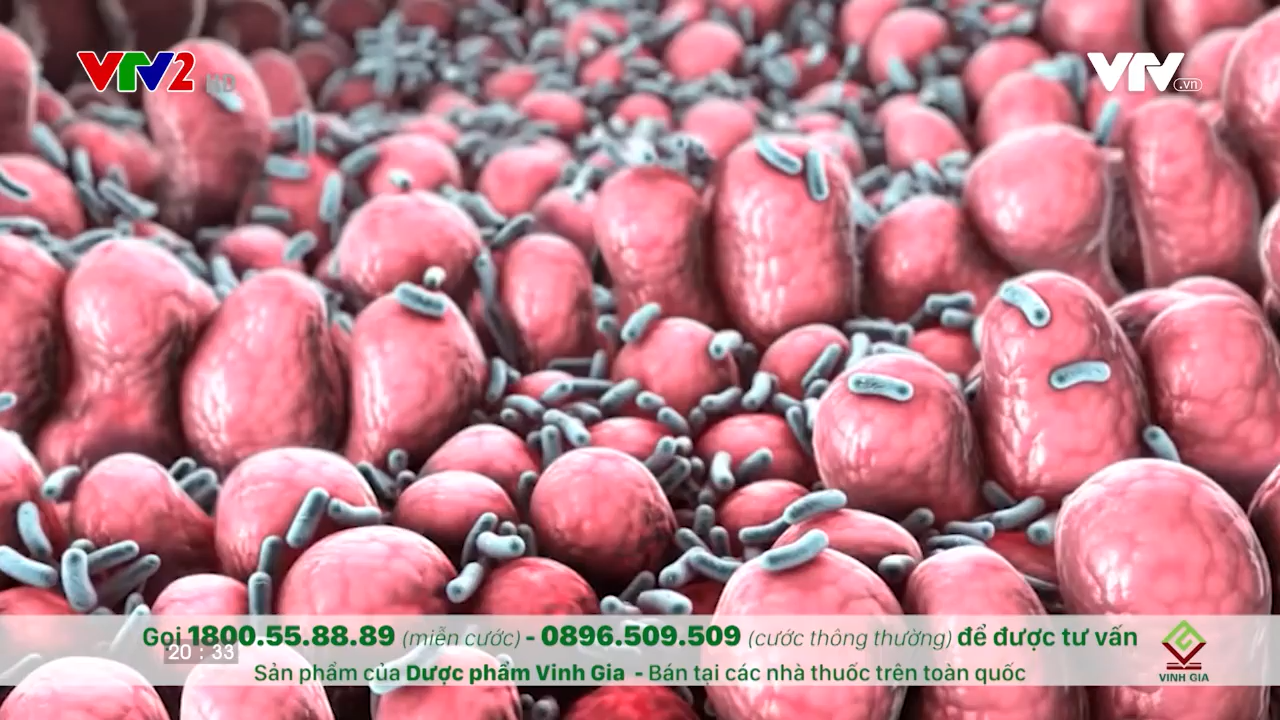 VTV2 HD
VTV.vn
Gọi 1800.55.88.89 (miễn cước) - 0896.509.509 (cước thông thường) để được tư vấn
20 : 33
Sản phẩm của Dược phẩm Vinh Gia - Bán tại các nhà thuốc trên toàn quốc
VINH GIA